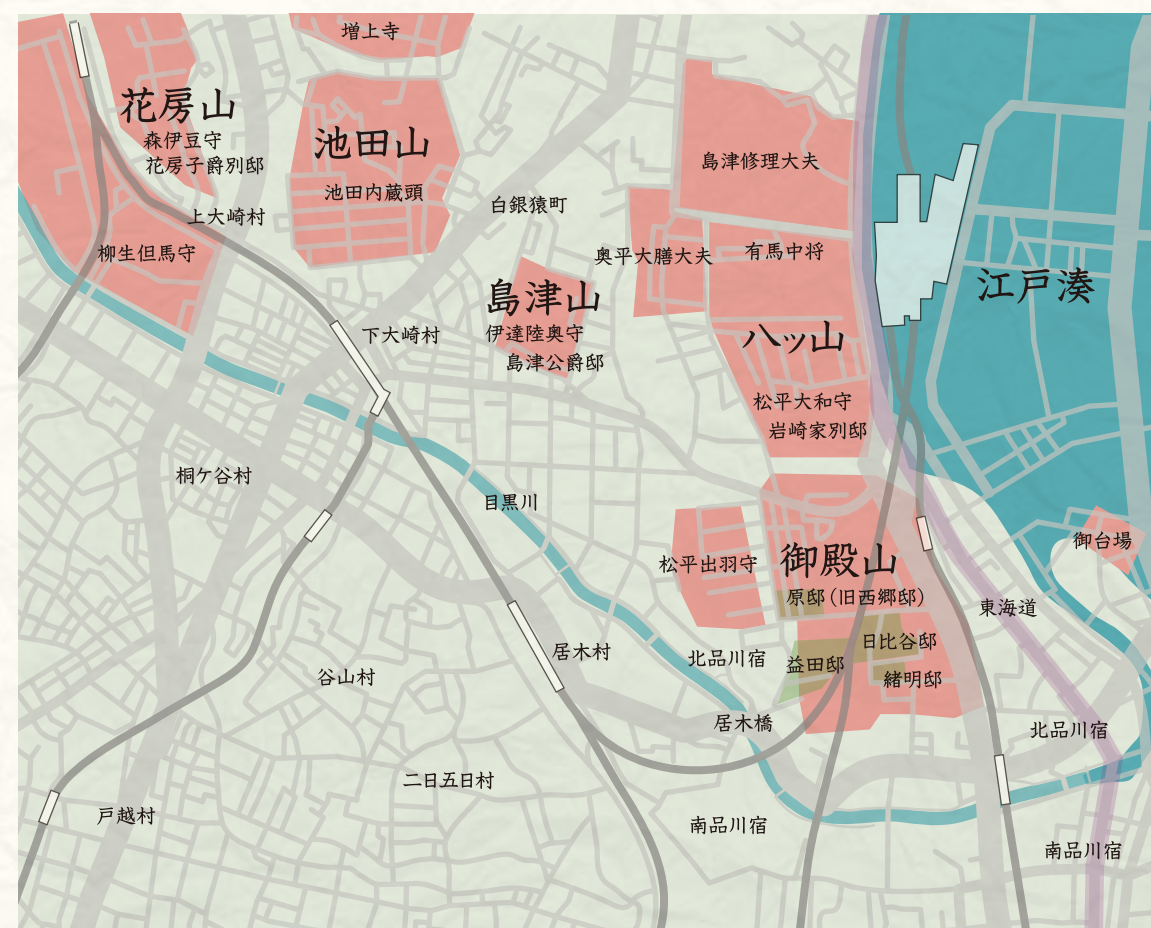 増上寺
花房山
森伊豆守
花房子爵別邸
池田山
池田内蔵頭
島津修理大夫
白銀猿町
上大崎村
柳生但馬守
奥平大膳大夫
有馬中将
江戸湊
島津山
伊達陸奥守
島津公爵邸
下大崎村
八ッ山
松平大和守
岩崎家別邸
桐ケ谷村
目黒川
御台場
松平出羽守
御殿山
原邸(旧西郷邸)
東海道
日比谷邸
居木村
北品川宿
益田邸
緒明邸
谷山村
居木橋
北品川宿
二日五日村
戸越村
南品川宿
南品川宿